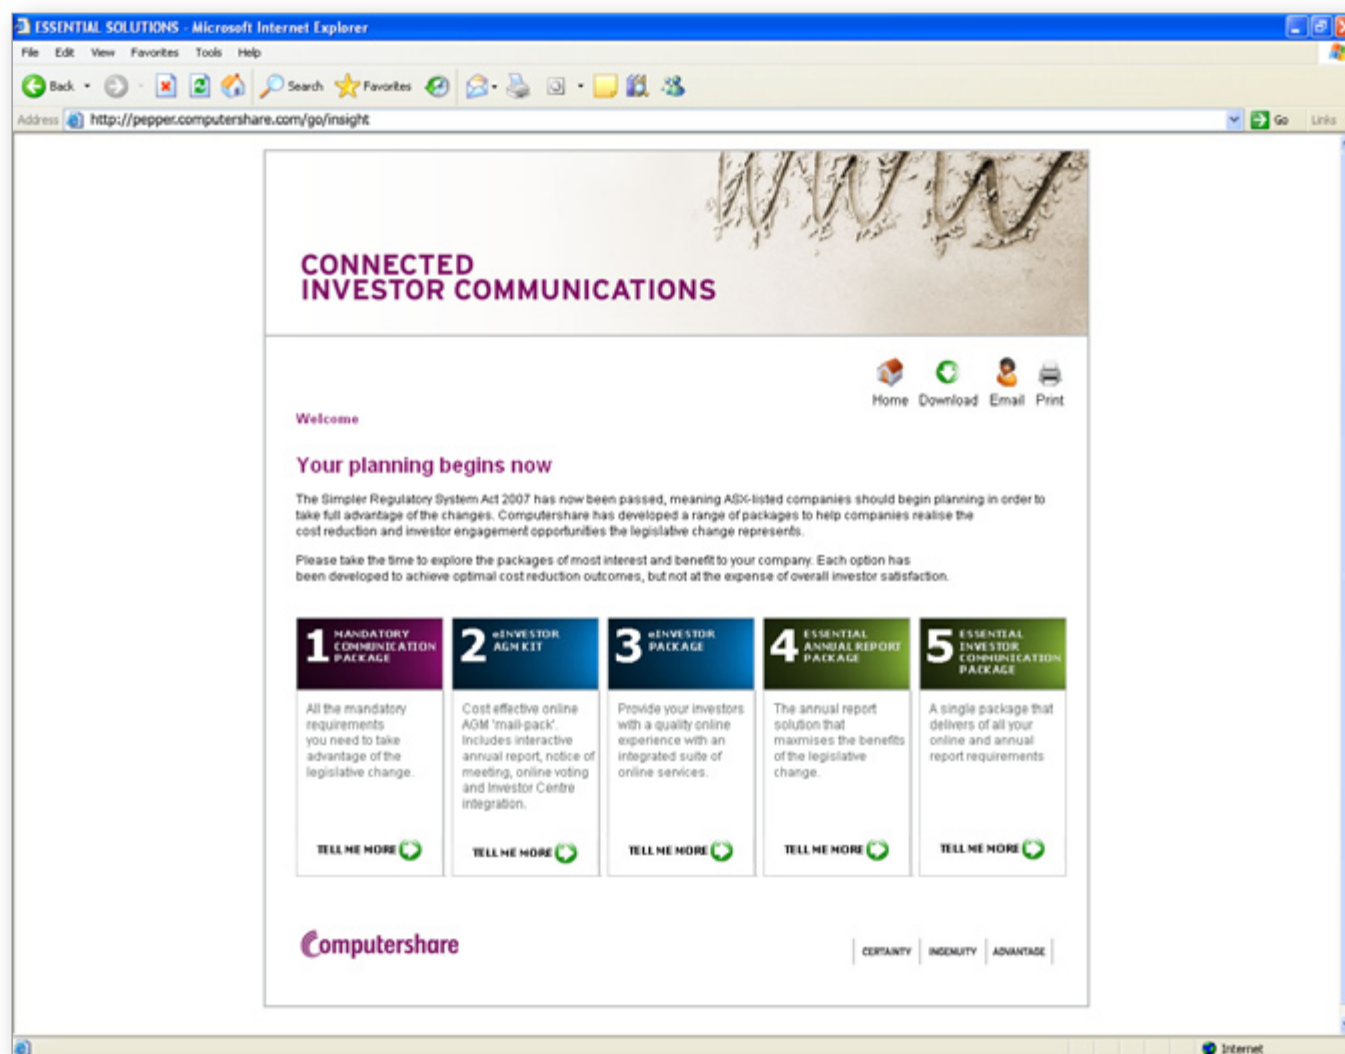 ESSENTIAL SOLUTIONS - Microsoft Internet Explorer
File Edit View Favorites Tools Help
Back Search Favorites
Address http://pepper.computershare.com/go/insight Go Links
www
CONNECTED
INVESTOR COMMUNICATIONS
Home Download Email Print
Welcome
Your planning begins now
The Simpler Regulatory System Act 2007 has now been passed, meaning ASX-listed companies should begin planning in order to
take full advantage of the changes. Computershare has developed a range of packages to help companies realise the
cost reduction and investor engagement opportunities the legislative change represents.
Please take the time to explore the packages of most interest and benefit to your company. Each option has
been developed to achieve optimal cost reduction outcomes, but not at the expense of overall investor satisfaction.
1 MANDATORY
COMMUNICATION
PACKAGE
All the mandatory
requirements
you need to take
advantage of the
legislative change.
TELL ME MORE
2 eINVESTOR
AGM KIT
Cost effective online
AGM 'mail-pack'.
Includes interactive
annual report, notice of
meeting, online voting
and Investor Centre
integration.
TELL ME MORE
3 eINVESTOR
PACKAGE
Provide your investors
with a quality online
experience with an
integrated suite of
online services.
TELL ME MORE
4 ESSENTIAL
ANNUAL REPORT
PACKAGE
The annual report
solution that
maxmises the benefits
of the legislative
change.
TELL ME MORE
5 ESSENTIAL
INVESTOR
COMMUNICATION
PACKAGE
A single package that
delivers of all your
online and annual
report requirements
TELL ME MORE
Computershare
CERTAINTY INGENUITY ADVANTAGE
Internet